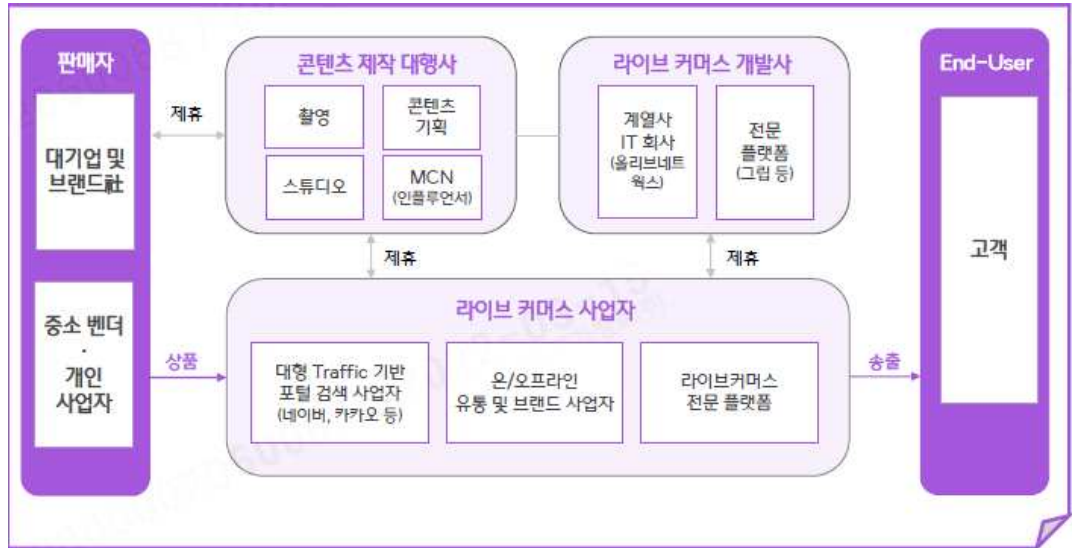 판매자
대기업 및
브랜드社
중소 벤더
·
개인
사업자
제휴
상품
콘텐츠 제작 대행사
촬영
콘텐츠
기획
스튜디오
MCN
(인플루언서)
라이브 커머스 개발사
계열사
IT 회사
(올리브네트
웍스)
전문
플랫폼
(그립 등)
제휴
제휴
라이브 커머스 사업자
대형 Traffic 기반
포털 검색 사업자
(네이버, 카카오 등)
온/오프라인
유통 및 브랜드 사업자
라이브커머스
전문 플랫폼
송출
End-User
고객